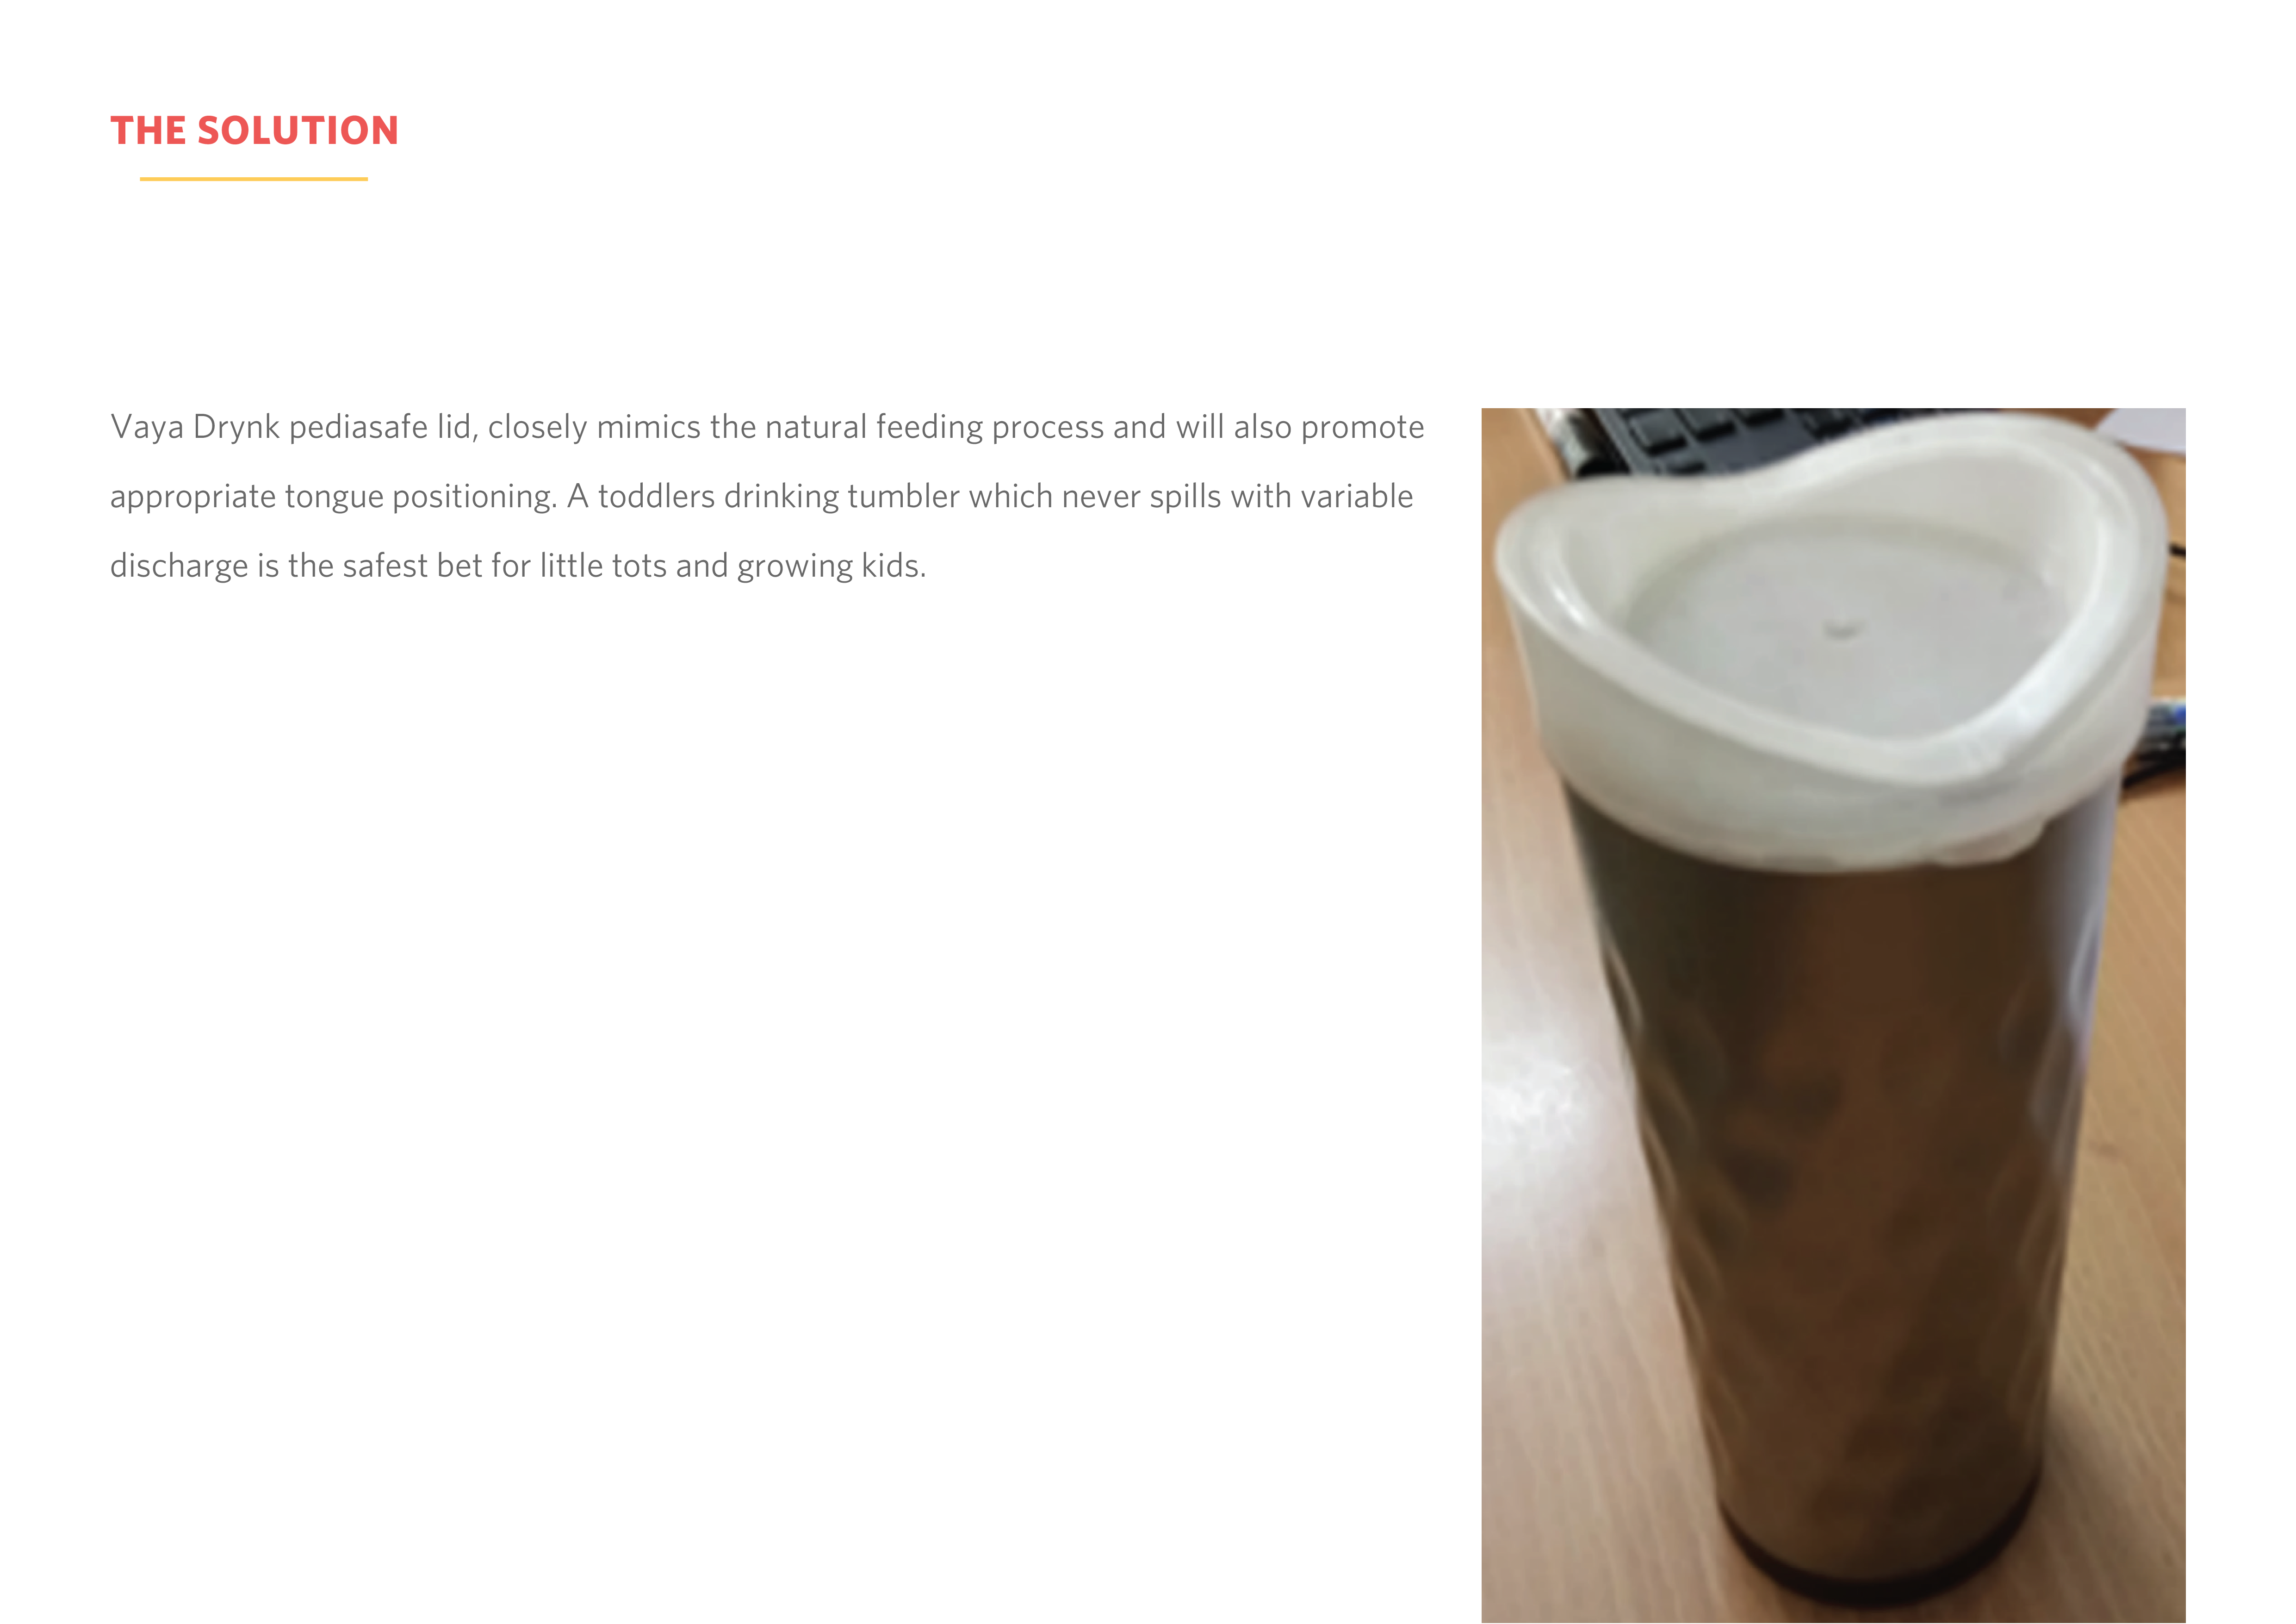 THE SOLUTION
Vaya Drynk pediasafe lid, closely mimics the natural feeding process and will also promote
appropriate tongue positioning. A toddlers drinking tumbler which never spills with variable
discharge is the safest bet for little tots and growing kids.